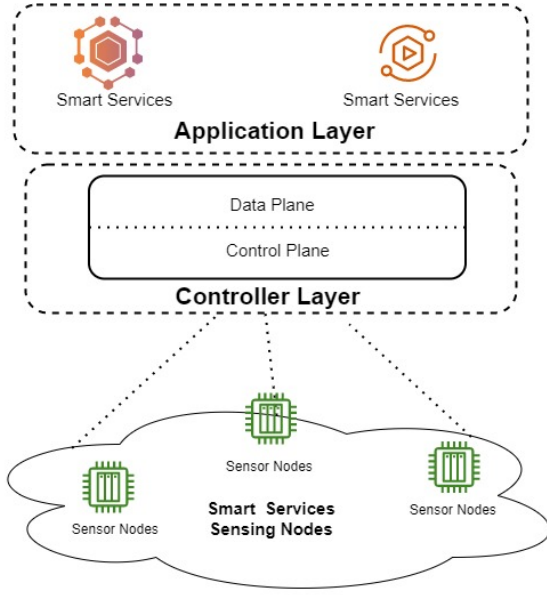 Smart Services
Smart Services
Application Layer
Data Plane
Control Plane
Controller Layer
Sensor Nodes
Sensor Nodes
Smart Services
Sensing Nodes
Sensor Nodes